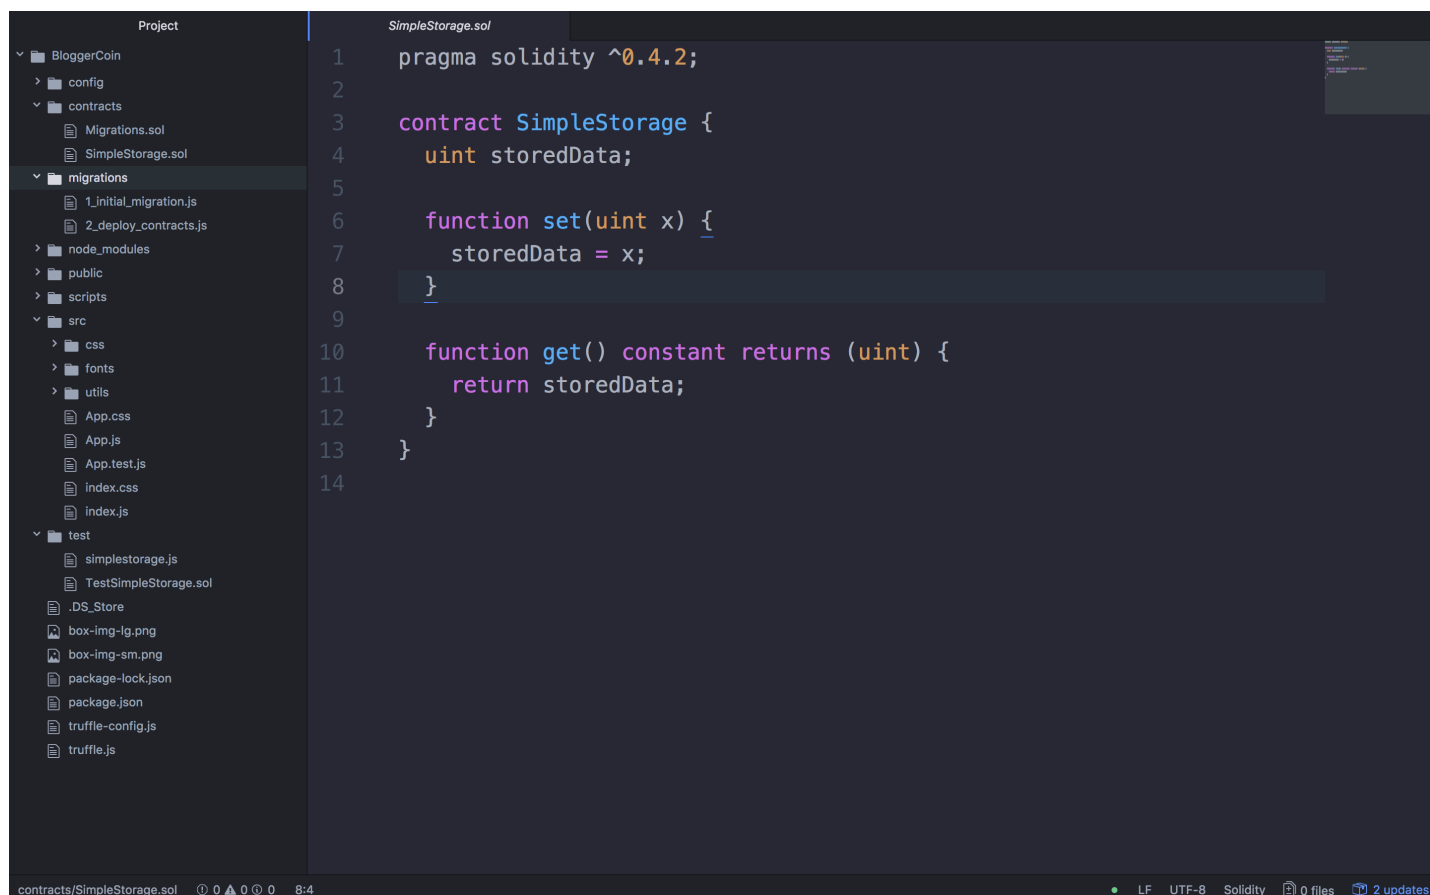 Project
BloggerCoin
config
contracts
Migrations.sol
SimpleStorage.sol
migrations
1_initial_migration.js
2_deploy_contracts.js
node_modules
public
scripts
src
css
fonts
utils
App.css
App.js
App.test.js
index.css
index.js
test
simplestorage.js
TestSimpleStorage.sol
.DS_Store
box-img-lg.png
box-img-sm.png
package-lock.json
package.json
truffle-config.js
truffle.js
SimpleStorage.sol
1 pragma solidity ^0.4.2;
2
3 contract SimpleStorage {
4   uint storedData;
5
6   function set(uint x) {
7     storedData = x;
8   }
9
10   function get() constant returns (uint) {
11     return storedData;
12   }
13 }
14
contracts/SimpleStorage.sol 0 0 0 8:4 LF UTF-8 Solidity 0 files 2 updates